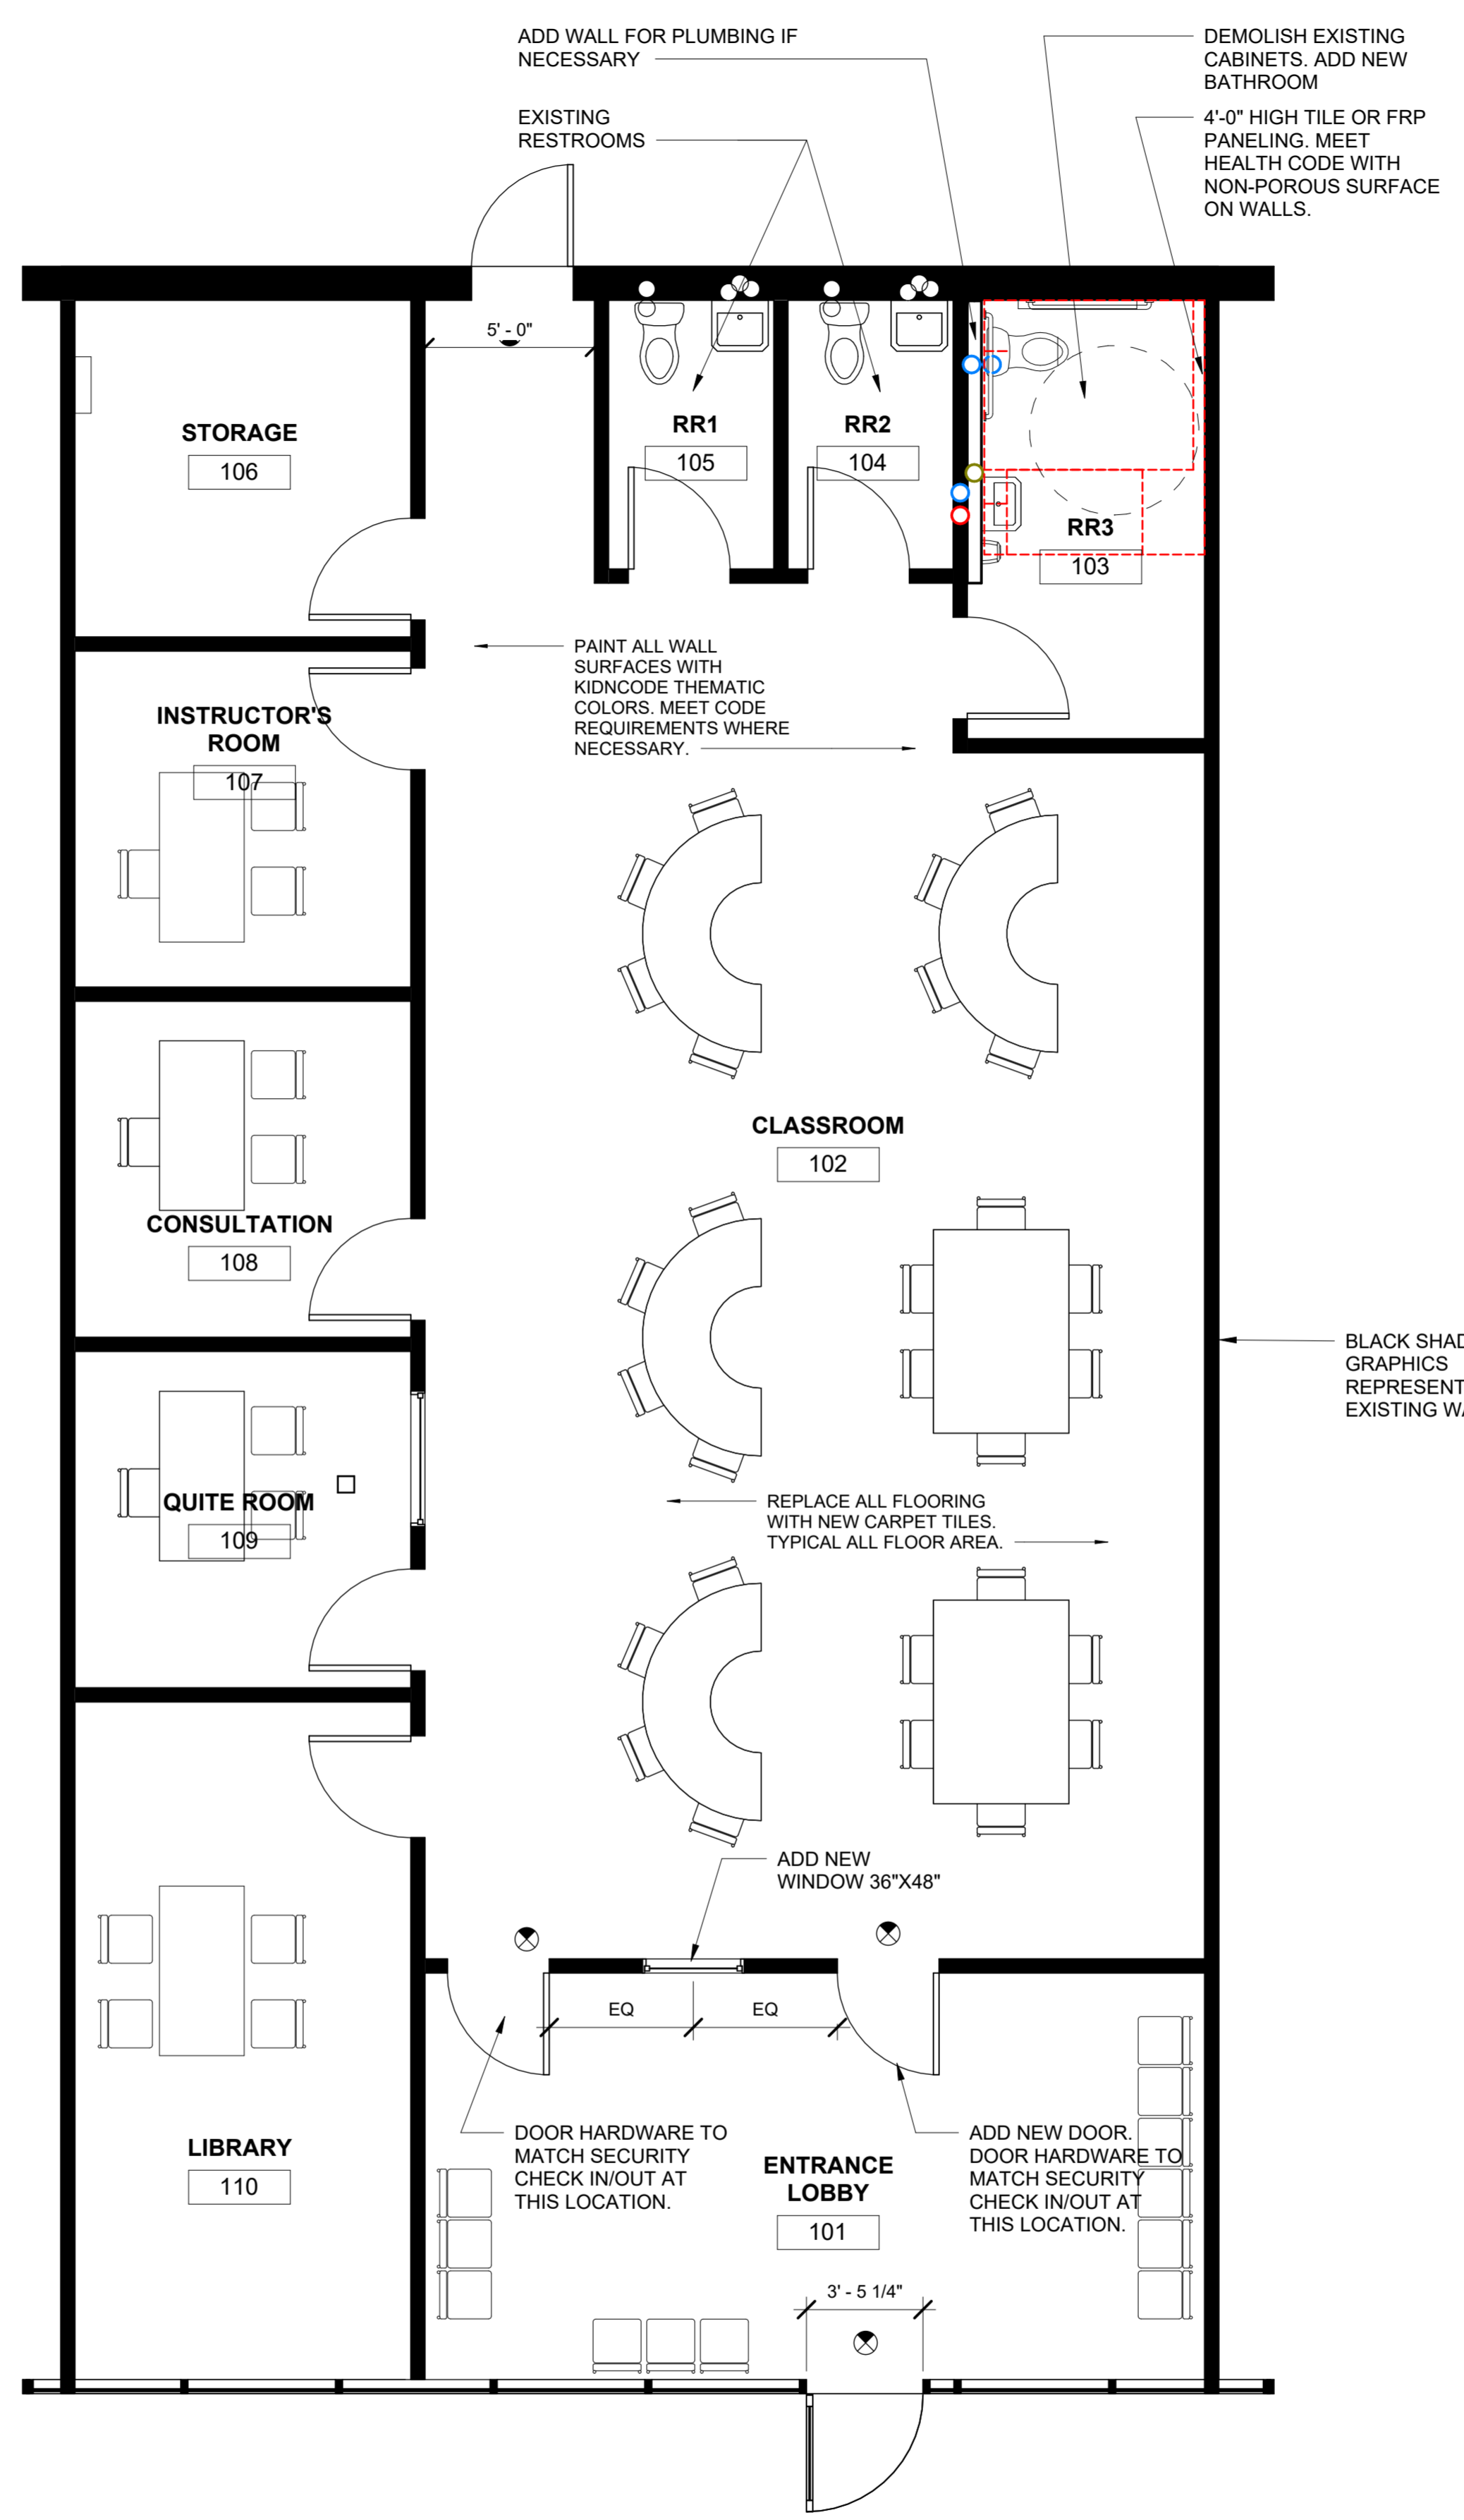 ADD WALL FOR PLUMBING IF
NECESSARY
DEMOLISH EXISTING
CABINETS. ADD NEW
BATHROOM
EXISTING
RESTROOMS
4'-0" HIGH TILE OR FRP
PANELING. MEET
HEALTH CODE WITH
NON-POROUS SURFACE
ON WALLS.
5' - 0"
STORAGE
106
RR1
105
RR2
104
RR3
103
PAINT ALL WALL
SURFACES WITH
KIDNCODE THEMATIC
COLORS. MEET CODE
REQUIREMENTS WHERE
NECESSARY.
INSTRUCTOR'S
ROOM
107
CLASSROOM
102
CONSULTATION
108
BLACK SHAD
GRAPHICS
REPRESENT
EXISTING WA
QUITE ROOM
109
REPLACE ALL FLOORING
WITH NEW CARPET TILES.
TYPICAL ALL FLOOR AREA.
ADD NEW
WINDOW 36"X48"
EQ
EQ
DOOR HARDWARE TO
MATCH SECURITY
CHECK IN/OUT AT
THIS LOCATION.
ADD NEW DOOR.
DOOR HARDWARE TO
MATCH SECURITY
CHECK IN/OUT AT
THIS LOCATION.
LIBRARY
110
ENTRANCE
LOBBY
101
3' - 5 1/4"